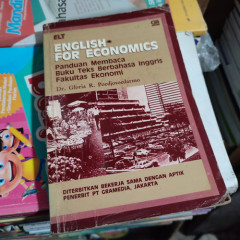 ELT
ENGLISH
FOR ECONOMICS
Panduan Membaca
Buku Teks Berbahasa Inggris
Fakultas Ekonomi
Dr. Gloria R. Poedjosoedarmo
DITERBITKAN BEKERJA SAMA DENGAN APTIK
PENERBIT PT GRAMEDIA, JAKARTA